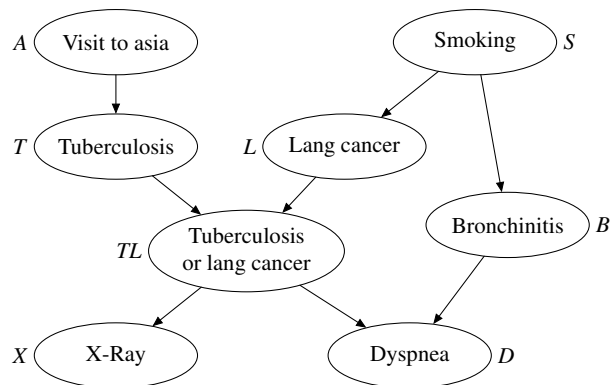 A Visit to asia
Smoking S
T Tuberculosis
L Lang cancer
Bronchinitis B
TL Tuberculosis
or lang cancer
X X-Ray
Dyspnea D